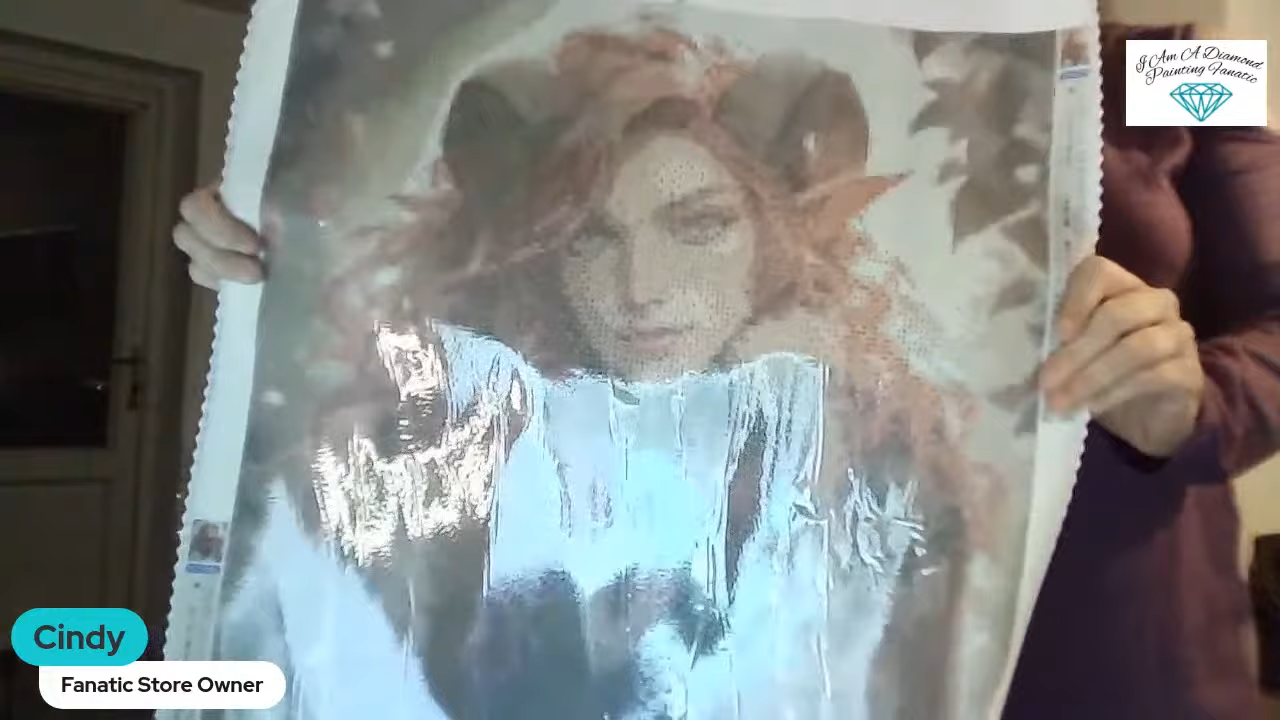 I Am A Diamond
Painting Fanatic
Cindy
Fanatic Store Owner